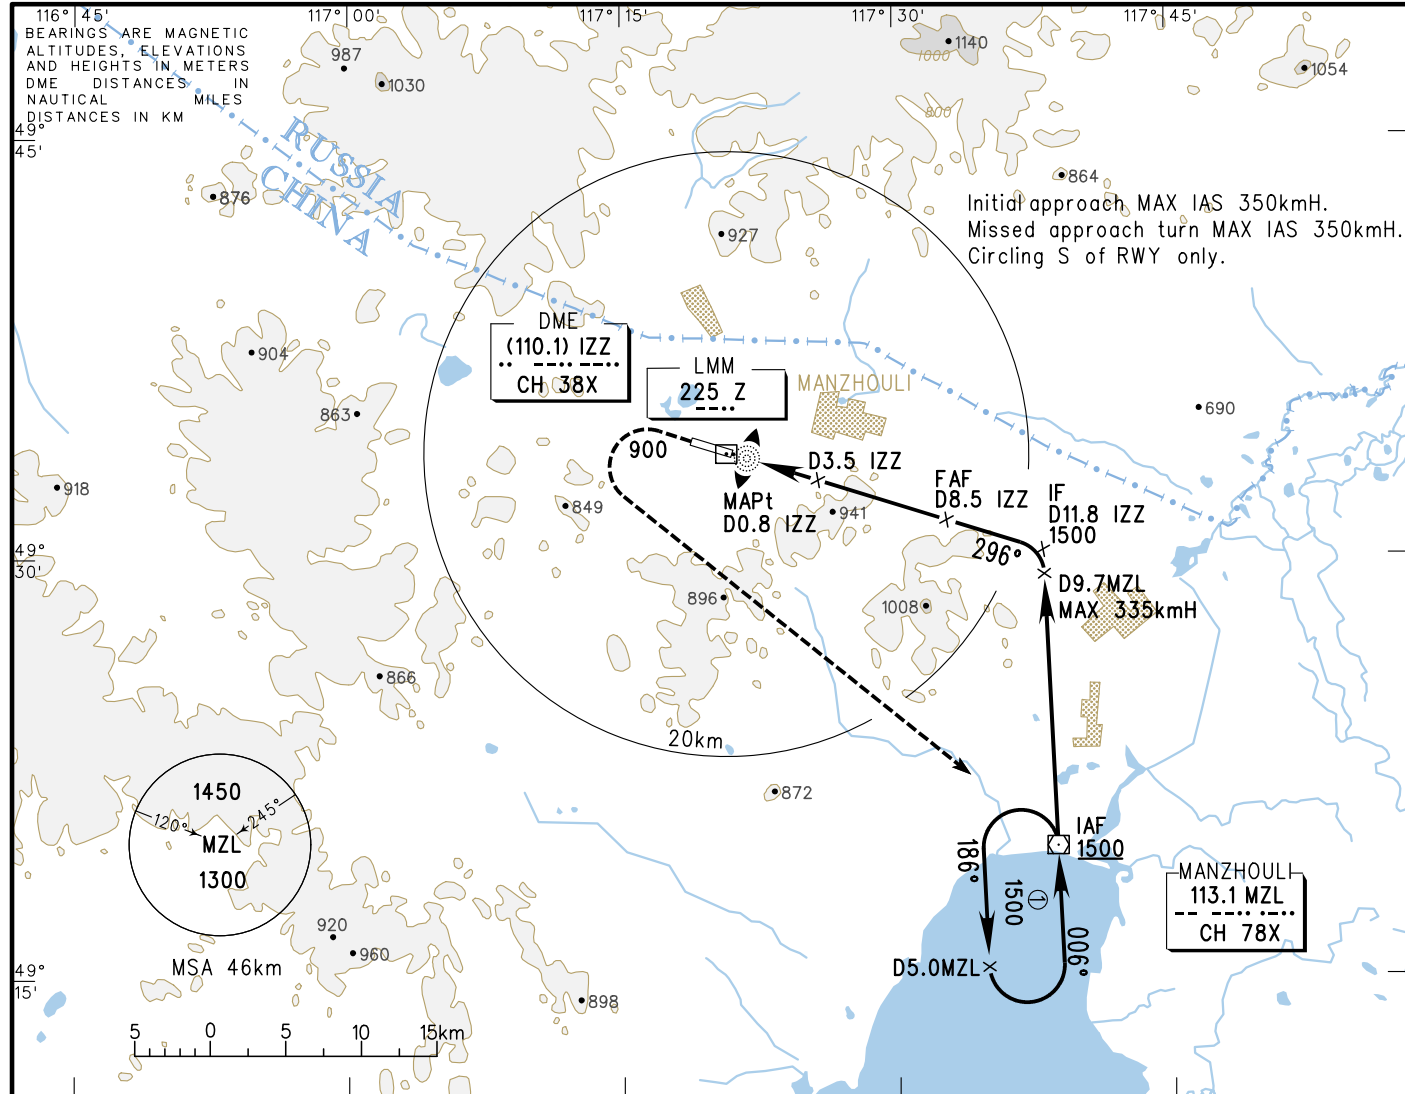 116° 45'
117° 00'
117° 15'
117° 30'
117° 45'
BEARINGS ARE MAGNETIC
ALTITUDES, ELEVATIONS
AND HEIGHTS IN METERS
DME DISTANCES IN
NAUTICAL MILES
DISTANCES IN KM
987
1030
1140
1000
800
1054
49°
45'
RUSSIA
CHINA
876
927
864
Initial approach MAX IAS 350kmH.
Missed approach turn MAX IAS 350kmH.
Circling S of RWY only.
DME
(110.1) IZZ
CH 38X
LMM
225 Z
MANZHOULI
904
863
690
900
918
849
D3.5 IZZ
MAPt
D0.8 IZZ
941
FAF
D8.5 IZZ
IF
D11.8 IZZ
1500
296°
D9.7MZL
MAX 335kmH
49°
30'
896
1008
866
20km
872
1450
120°
245°
MZL
1300
MSA 46km
IAF
1500
186°
1500
①
006°
D5.0MZL
MANZHOULI
113.1 MZL
CH 78X
920
960
898
49°
15'
5 0 5 10 15km